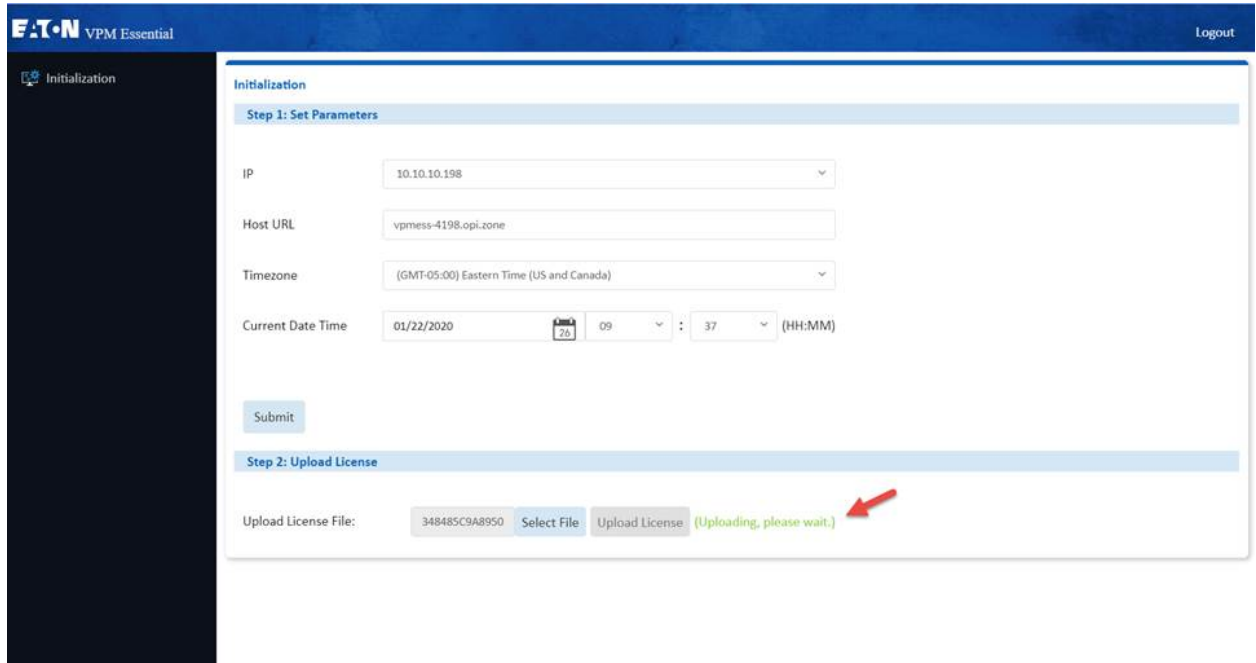 EATON VPM Essential
Logout
Initialization
Initialization
Step 1: Set Parameters
IP
10.10.10.198
Host URL
vpmess-4198.opi.zone
Timezone
(GMT-05:00) Eastern Time (US and Canada)
Current Date Time
01/22/2020
26
09 : 37 (HH:MM)
Submit
Step 2: Upload License
Upload License File:
348485C9A8950
Select File
Upload License
(Uploading, please wait.)